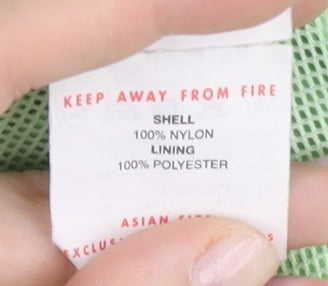 KEEP AWAY FROM FIRE
SHELL
100% NYLON
LINING
100% POLYESTER
ASIAN